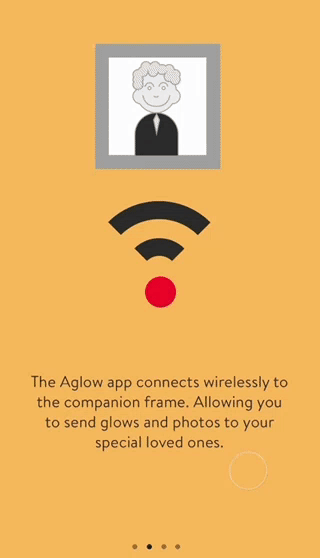 The Aglow app connects wirelessly to
the companion frame. Allowing you
to send glows and photos to your
special loved ones.